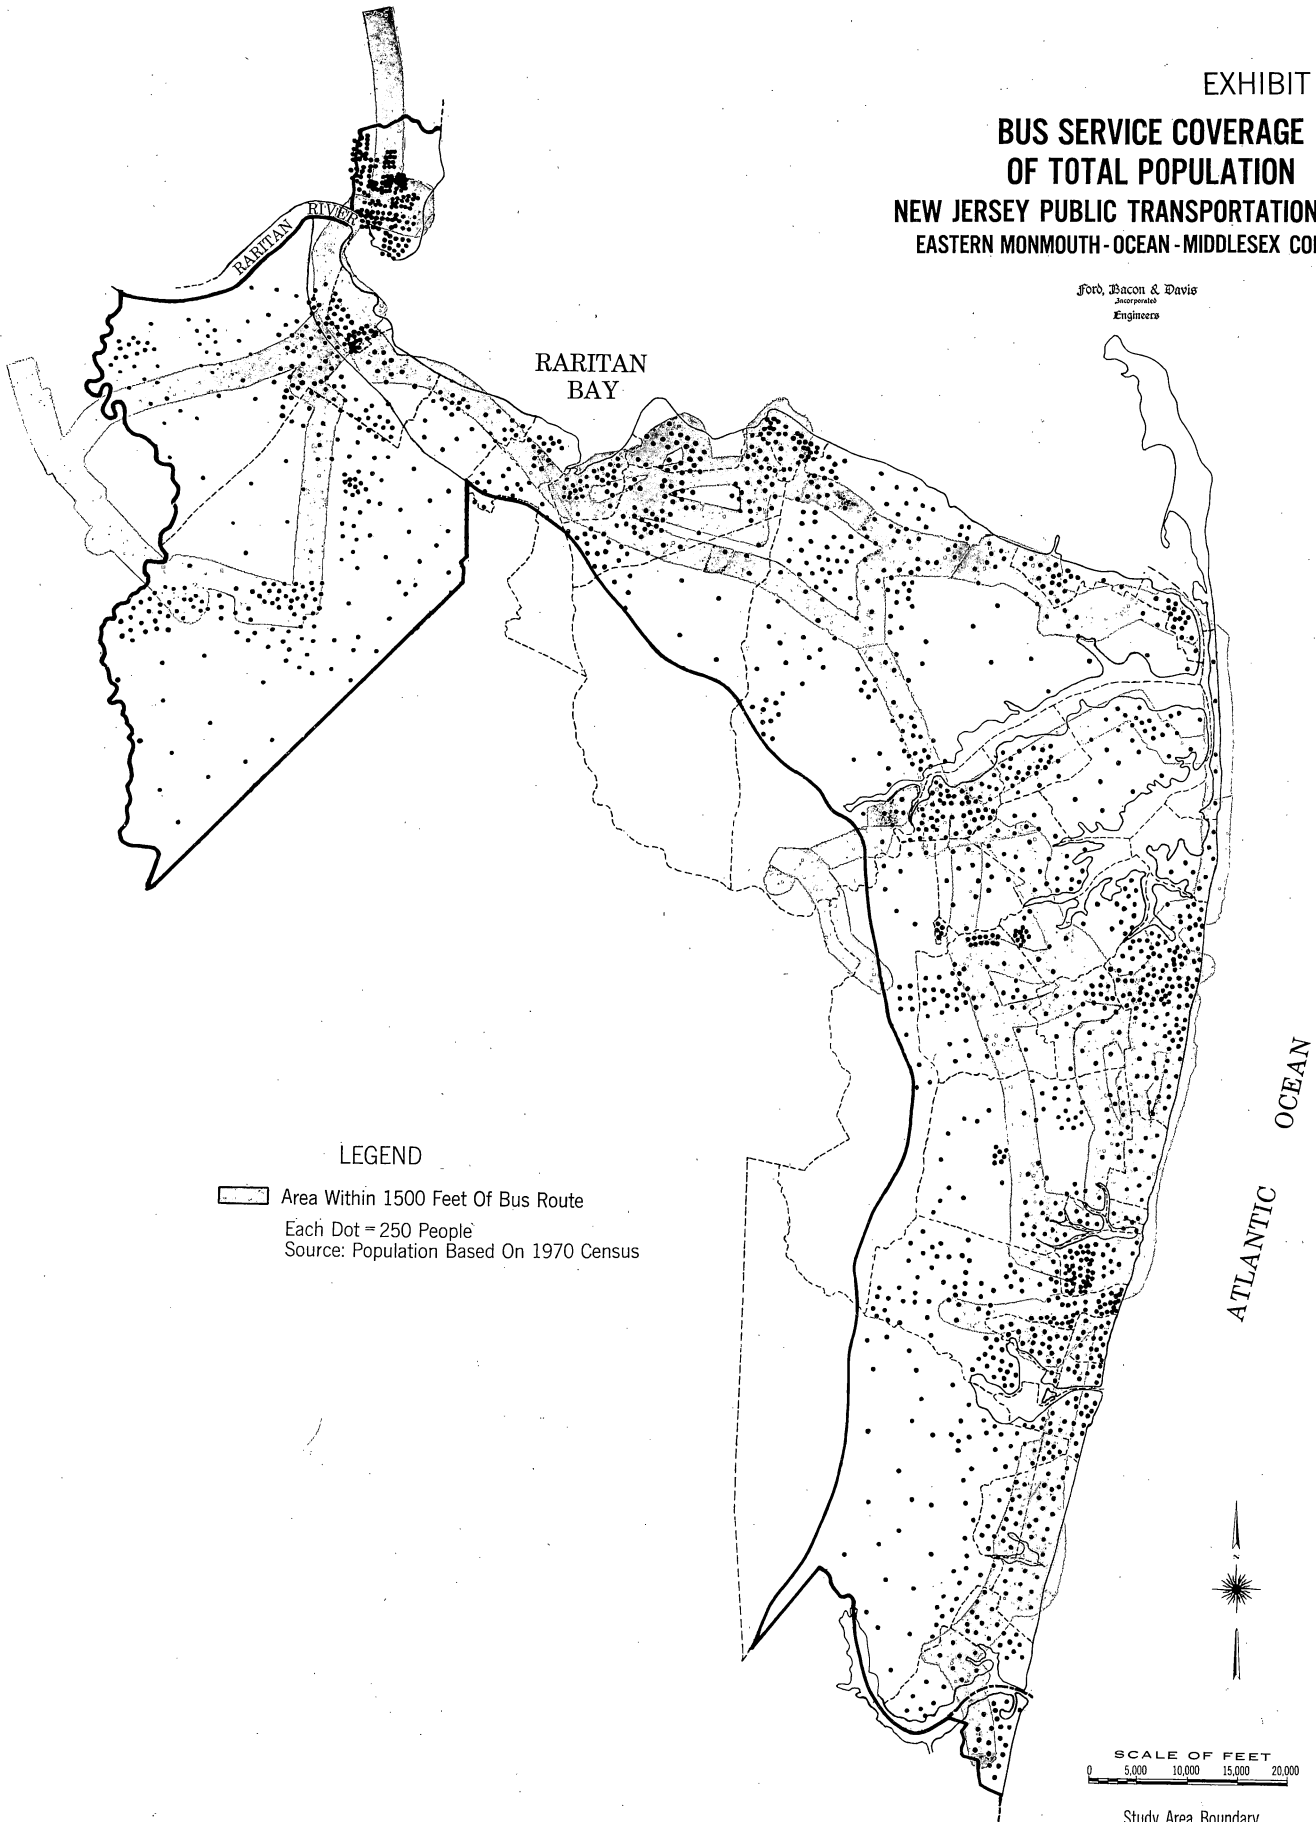 EXHIBIT
BUS SERVICE COVERAGE
OF TOTAL POPULATION
NEW JERSEY PUBLIC TRANSPORTATION
EASTERN MONMOUTH - OCEAN - MIDDLESEX
Ford, Bacon & Davis
Incorporated
Engineers
RARITAN RIVER
RARITAN
BAY
ATLANTIC OCEAN
LEGEND
Area Within 1500 Feet Of Bus Route
Each Dot = 250 People
Source: Population Based On 1970 Census
N
SCALE OF FEET
0 5,000 10,000 15,000 20,000
Study Area Boundary